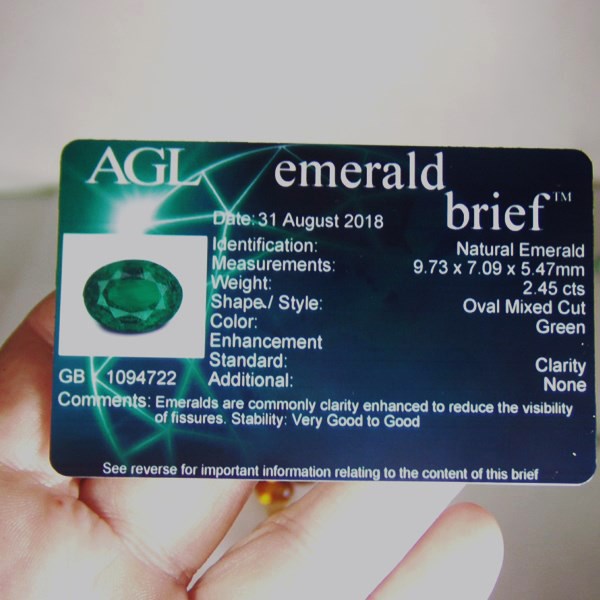 AGL emerald
brief™
Date: 31 August 2018
Identification: Natural Emerald
Measurements: 9.73 x 7.09 x 5.47mm
Weight: 2.45 cts
Shape / Style: Oval Mixed Cut
Color: Green
Enhancement
Standard: Clarity
Additional: None
GB 1094722
Comments: Emeralds are commonly clarity enhanced to reduce the visibility
of fissures. Stability: Very Good to Good
See reverse for important information relating to the content of this brief